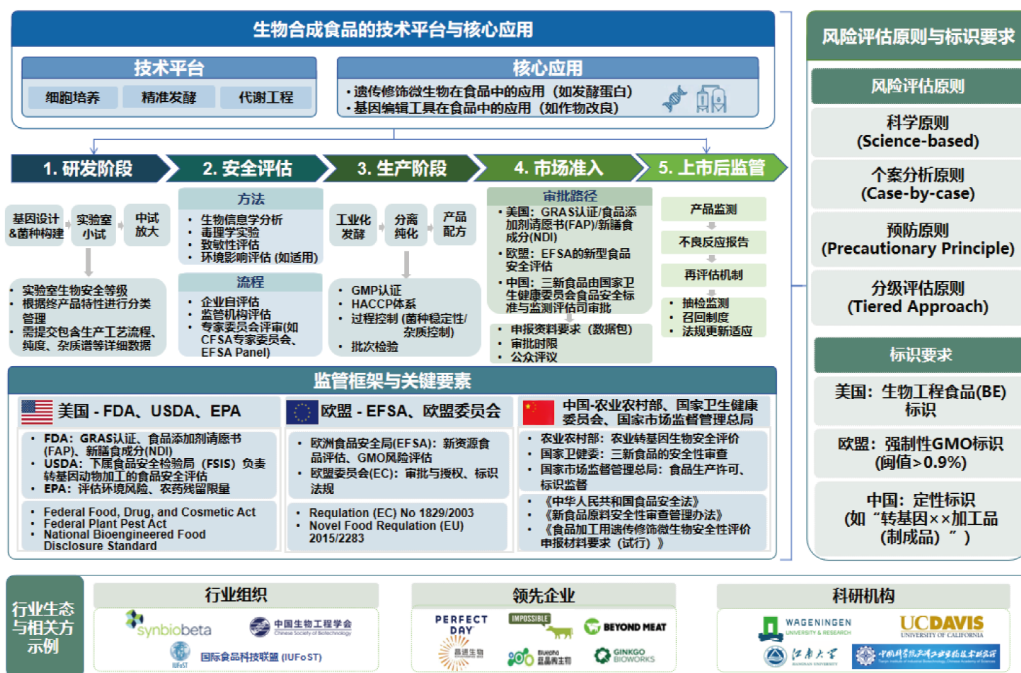 生物合成食品的技术平台与核心应用
技术平台
细胞培养
精准发酵
代谢工程
核心应用
• 遗传修饰微生物在食品中的应用（如发酵蛋白）
• 基因编辑工具在食品中的应用（如作物改良）
1. 研发阶段
2. 安全评估
3. 生产阶段
4. 市场准入
5. 上市后监管
基因设计
&菌种构建
实验室
小试
中试
放大
• 实验室生物安全等级
• 根据终产品特性进行分类
管理
• 需提交包含生产工艺流程、
纯度、杂质谱等详细数据
方法
• 生物信息学分析
• 毒理学实验
• 致敏性评估
• 环境影响评估 (如适用)
流程
• 企业自评估
• 监管机构评估
• 专家委员会评审(如
CFSA专家委员会、
EFSA Panel)
工业化
发酵
分离
纯化
产品
配方
• GMP认证
• HACCP体系
• 过程控制 (菌种稳定性/
杂质控制)
• 批次检验
审批路径
• 美国：GRAS认证/食品添
加剂请愿书(FAP)/新膳食
成分(NDI)
• 欧盟：EFSA的新型食品
安全评估
• 中国：三新食品由国家卫
生健康委员会食品安全标
准与监测评估司审批
• 申报资料要求（数据包）
• 审批时限
• 公众评议
产品监测
不良反应报告
再评估机制
• 抽检监测
• 召回制度
• 法规更新适应
监管框架与关键要素
美国 - FDA、USDA、EPA
• FDA：GRAS认证、食品添加剂请愿书
(FAP)、新膳食成分(NDI)
• USDA：下属食品安全检验局（FSIS）负责
转基因动物加工的食品安全评估
• EPA：评估环境风险、农药残留限量
• Federal Food, Drug, and Cosmetic Act
• Federal Plant Pest Act
• National Bioengineered Food
Disclosure Standard
欧盟 - EFSA、欧盟委员会
• 欧洲食品安全局(EFSA)：新资源食
品评估、GMO风险评估
• 欧盟委员会(EC)：审批与授权、标识
法规
• Regulation (EC) No 1829/2003
• Novel Food Regulation (EU)
2015/2283
中国-农业农村部、国家卫生健康
委员会、国家市场监督管理总局
• 农业农村部：农业转基因生物安全评价
• 国家卫健委：三新食品的安全性审查
• 国家市场监督管理总局：食品生产许可、
标识监督
• 《中华人民共和国食品安全法》
• 《新食品原料安全性审查管理办法》
• 《食品加工用遗传修饰微生物安全性评价
申报材料要求（试行）》
风险评估原则与标识要求
风险评估原则
科学原则
(Science-based)
个案分析原则
(Case-by-case)
预防原则
(Precautionary Principle)
分级评估原则
(Tiered Approach)
标识要求
美国：生物工程食品(BE)
标识
欧盟：强制性GMO标识
(阈值>0.9%)
中国：定性标识
(如“转基因××加工品
(制成品) ”)
行业生态
与相关方
示例
行业组织
synbiobeta
中国生物工程学会
Chinese Society of Biotechnology
IUFoST
国际食品科技联盟 (IUFoST)
领先企业
PERFECT
DAY
IMPOSSIBLE
BEYOND MEAT
昌进生物
Bluepha
蓝晶微生物
GINKGO
BIOWORKS
科研机构
WAGENINGEN
UNIVERSITY & RESEARCH
UCDAVIS
UNIVERSITY OF CALIFORNIA
江南大学
JIANGNAN UNIVERSITY
中国科学院天津工业生物技术研究所
Tianjin Institute of Industrial Biotechnology, Chinese Academy of Sciences